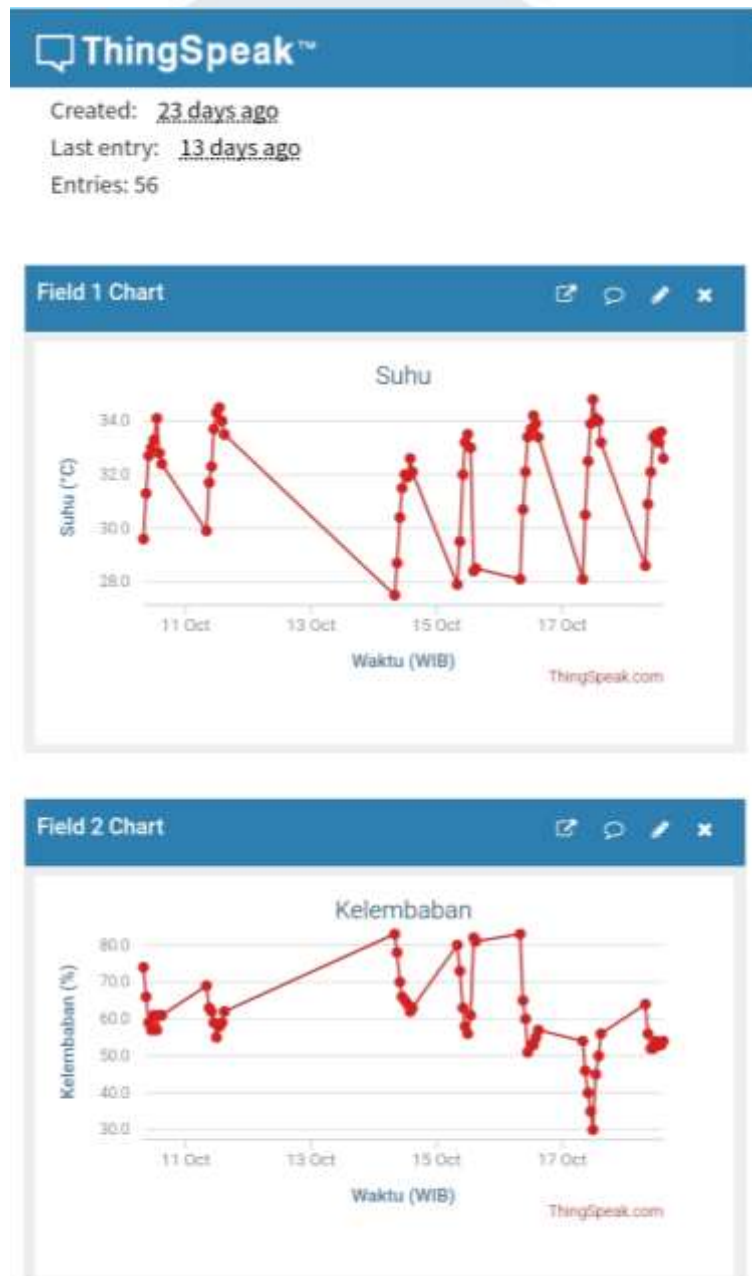 ThingSpeak™
Created: 23 days ago
Last entry: 13 days ago
Entries: 56
Field 1 Chart
Suhu
34.0
32.0
30.0
28.0
Suhu (°C)
11 Oct 13 Oct 15 Oct 17 Oct
Waktu (WIB)
ThingSpeak.com
Field 2 Chart
Kelembaban
80.0
70.0
60.0
50.0
40.0
30.0
Kelembaban (%)
11 Oct 13 Oct 15 Oct 17 Oct
Waktu (WIB)
ThingSpeak.com